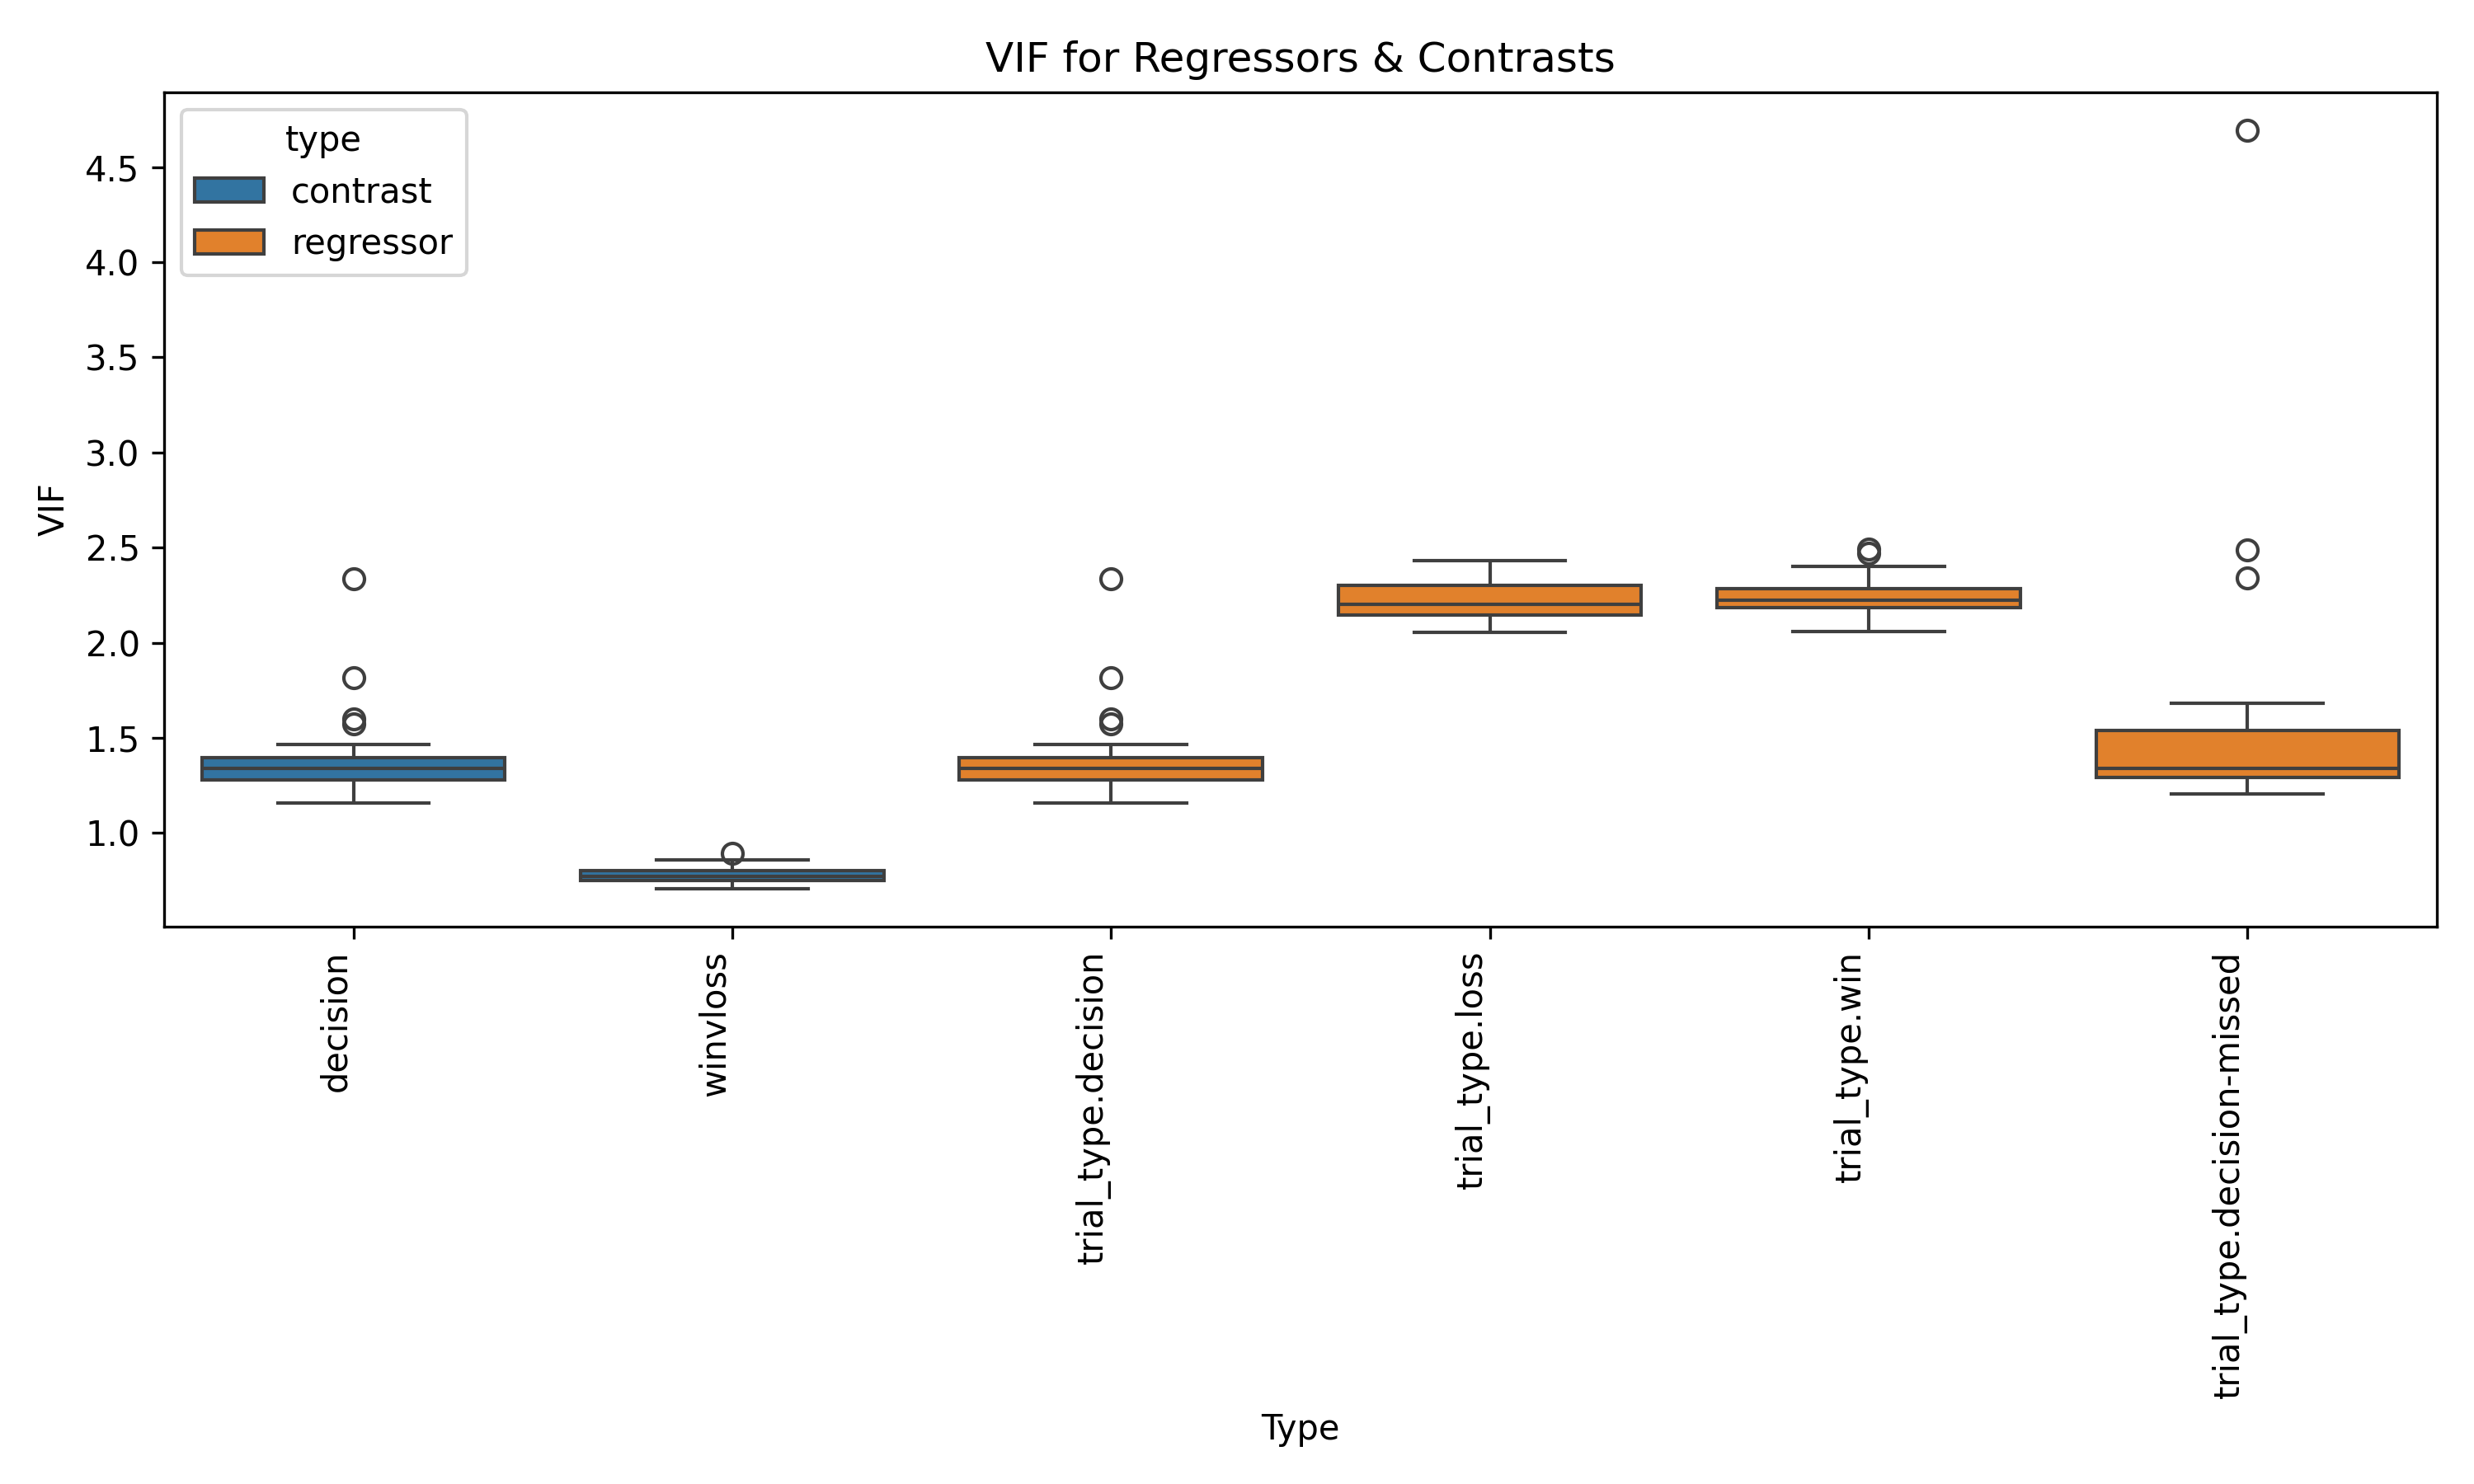 VIF for Regressors & Contrasts
type
contrast
regressor
4.5
4.0
3.5
3.0
2.5
2.0
1.5
1.0
VIF
decision
winvloss
trial_type.decision
trial_type.loss
trial_type.win
trial_type.decision-missed
Type